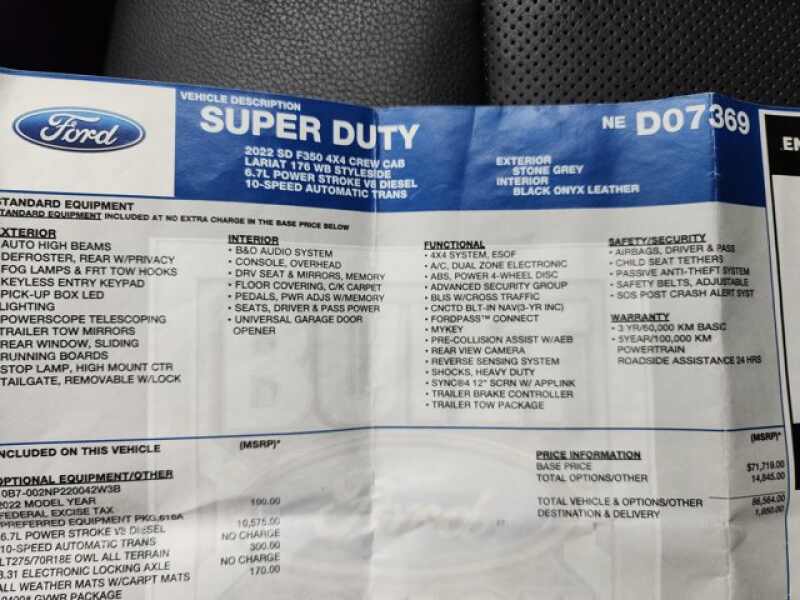 Ford
VEHICLE DESCRIPTION
SUPER DUTY
NE D07369
2022 SD F350 4X4 CREW CAB
LARIAT 176 WB STYLESIDE
6.7L POWER STROKE V8 DIESEL
10-SPEED AUTOMATIC TRANS
EXTERIOR
STONE GREY
INTERIOR
BLACK ONYX LEATHER
STANDARD EQUIPMENT
STANDARD EQUIPMENT INCLUDED AT NO EXTRA CHARGE IN THE BASE PRICE BELOW
EXTERIOR
AUTO HIGH BEAMS
DEFROSTER, REAR W/PRIVACY
FOG LAMPS & FRT TOW HOOKS
KEYLESS ENTRY KEYPAD
PICK-UP BOX LED
LIGHTING
POWERSCOPE TELESCOPING
TRAILER TOW MIRRORS
REAR WINDOW, SLIDING
RUNNING BOARDS
STOP LAMP, HIGH MOUNT CTR
TAILGATE, REMOVABLE W/LOCK
INTERIOR
• B&O AUDIO SYSTEM
• CONSOLE, OVERHEAD
• DRV SEAT & MIRRORS, MEMORY
• FLOOR COVERING, C/K CARPET
• PEDALS, PWR ADJS W/MEMORY
• SEATS, DRIVER & PASS POWER
• UNIVERSAL GARAGE DOOR
OPENER
FUNCTIONAL
• 4X4 SYSTEM, ESOF
• A/C, DUAL ZONE ELECTRONIC
• ABS, POWER 4-WHEEL DISC
• ADVANCED SECURITY GROUP
• BLIS W/CROSS TRAFFIC
• CNCTD BLT-IN NAV(3-YR INC)
• FORDPASS™ CONNECT
• MYKEY
• PRE-COLLISION ASSIST W/AEB
• REAR VIEW CAMERA
• REVERSE SENSING SYSTEM
• SHOCKS, HEAVY DUTY
• SYNC®4 12" SCRN W/ APPLINK
• TRAILER BRAKE CONTROLLER
• TRAILER TOW PACKAGE
SAFETY/SECURITY
• AIRBAGS, DRIVER & PASS
• CHILD SEAT TETHERS
• PASSIVE ANTI-THEFT SYSTEM
• SAFETY BELTS, ADJUSTABLE
• SOS POST CRASH ALERT SYST
WARRANTY
• 3 YR/60,000 KM BASIC
• 5YEAR/100,000 KM
POWERTRAIN
ROADSIDE ASSISTANCE 24 HRS
INCLUDED ON THIS VEHICLE (MSRP)*
OPTIONAL EQUIPMENT/OTHER
2022 MODEL YEAR
FEDERAL EXCISE TAX 100.00
PREFERRED EQUIPMENT PKG.618A
6.7L POWER STROKE V8 DIESEL 10,575.00
10-SPEED AUTOMATIC TRANS NO CHARGE
LT275/70R18E OWL ALL TERRAIN 300.00
3.31 ELECTRONIC LOCKING AXLE NO CHARGE
ALL WEATHER MATS W/CARPT MATS 170.00
GVWR PACKAGE
(MSRP)*
PRICE INFORMATION
BASE PRICE $71,719.00
TOTAL OPTIONS/OTHER 14,845.00
TOTAL VEHICLE & OPTIONS/OTHER 86,564.00
DESTINATION & DELIVERY